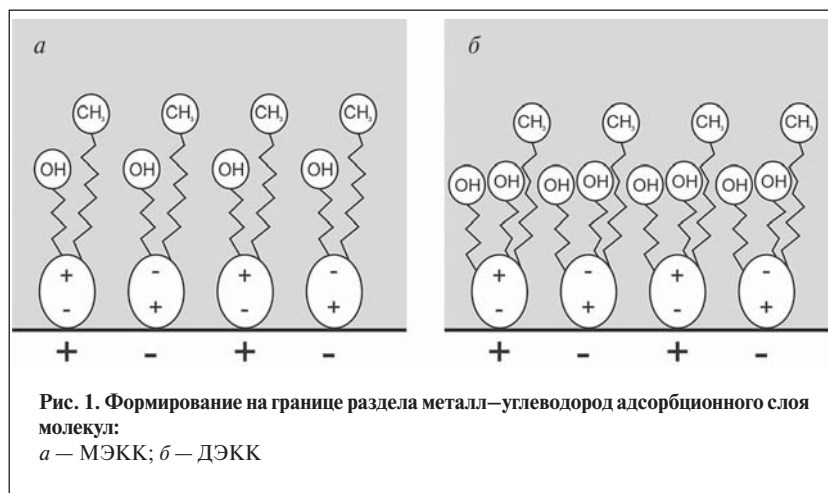 а
б
CH₃ CH₃ CH₃ CH₃
CH₃ CH₃ CH₃ CH₃
OH OH OH OH
OH OH OH OH OH OH OH OH
+ - + -
+ - + -
- + - +
- + - +
+ - + -
+ - + -
Рис. 1. Формирование на границе раздела металл—углеводород адсорбционного слоя
молекул:
а — МЭКК; б — ДЭКК